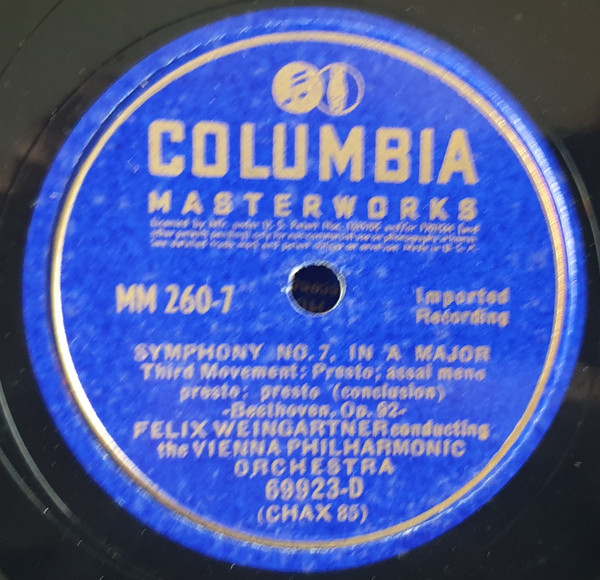 COLUMBIA
MASTERWORKS
MM 260-7
Imported
Recording
SYMPHONY NO. 7, IN A MAJOR
Third Movement: Presto; assai meno
presto; presto (conclusion)
-Beethoven, Op. 92-
FELIX WEINGARTNER conducting
the VIENNA PHILHARMONIC
ORCHESTRA
69923-D
(CHAX 85)